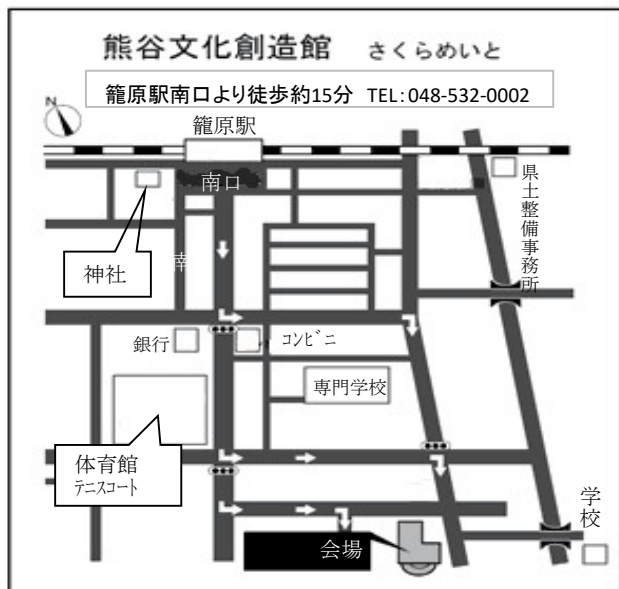 熊谷文化創造館 さくらめいと
籠原駅南口より徒歩約15分 TEL:048-532-0002
N
籠原駅
南口
県土整備事務所
神社
南
銀行
コンビニ
専門学校
体育館
テニスコート
学校
会場